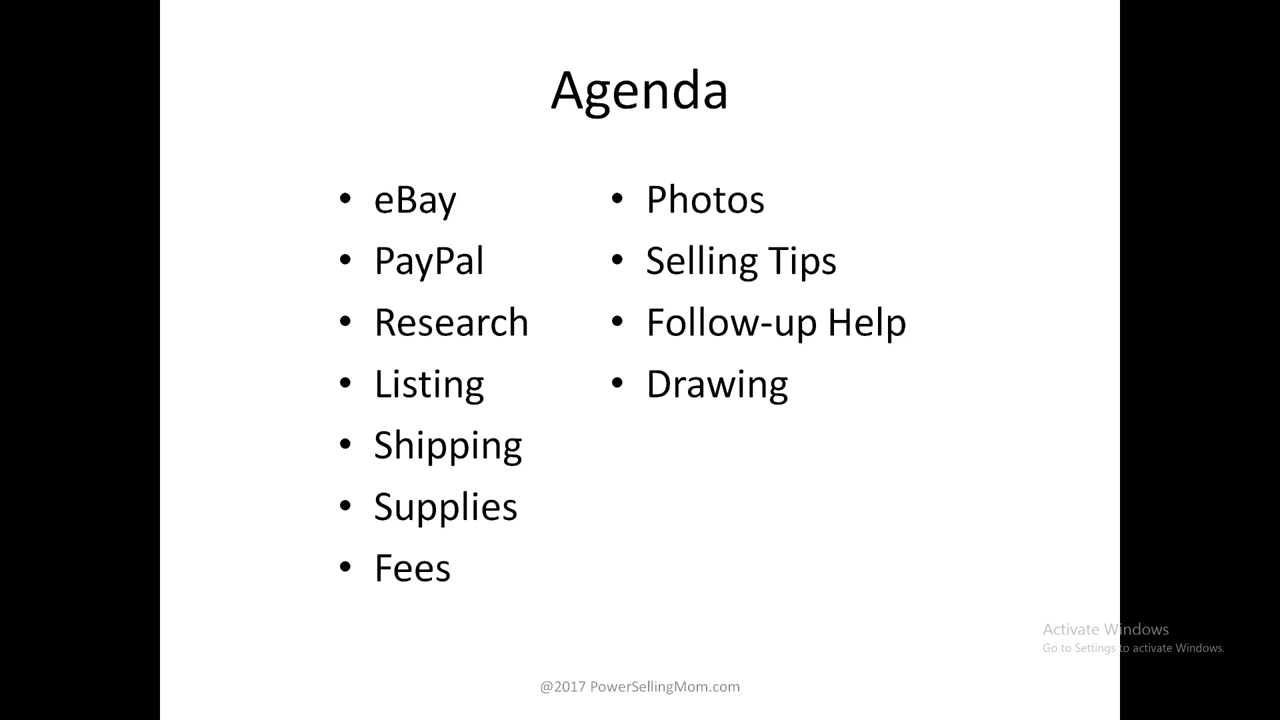 Agenda
• eBay
• PayPal
• Research
• Listing
• Shipping
• Supplies
• Fees
• Photos
• Selling Tips
• Follow-up Help
• Drawing
Activate Windows
Go to Settings to activate Windows.
@2017 PowerSellingMom.com